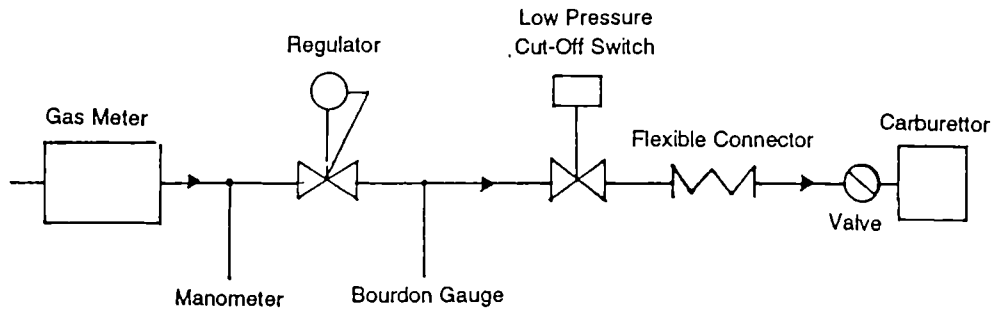 Low Pressure
.Cut-Off Switch
Regulator
Gas Meter
Flexible Connector
Carburettor
Valve
Manometer
Bourdon Gauge